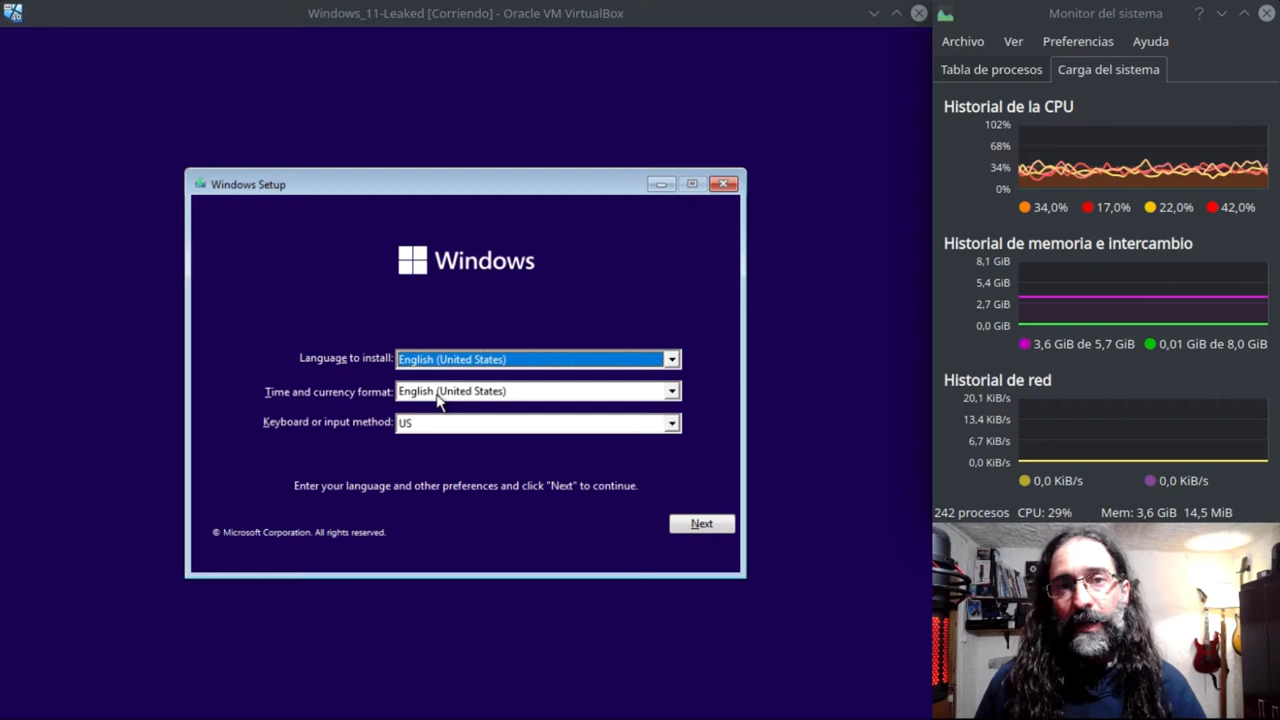 Windows_11-Leaked [Corriendo] - Oracle VM VirtualBox
Windows Setup
Windows
Language to install: English (United States)
Time and currency format: English (United States)
Keyboard or input method: US
Enter your language and other preferences and click "Next" to continue.
Next
© Microsoft Corporation. All rights reserved.
Monitor del sistema
Archivo Ver Preferencias Ayuda
Tabla de procesos Carga del sistema
Historial de la CPU
102%
68%
34%
0%
34,0% 17,0% 22,0% 42,0%
Historial de memoria e intercambio
8,1 GiB
5,4 GiB
2,7 GiB
0,0 GiB
3,6 GiB de 5,7 GiB 0,01 GiB de 8,0 GiB
Historial de red
20,1 KiB/s
13,4 KiB/s
6,7 KiB/s
0,0 KiB/s
0,0 KiB/s 0,0 KiB/s
242 procesos CPU: 29% Mem: 3,6 GiB 14,5 MiB